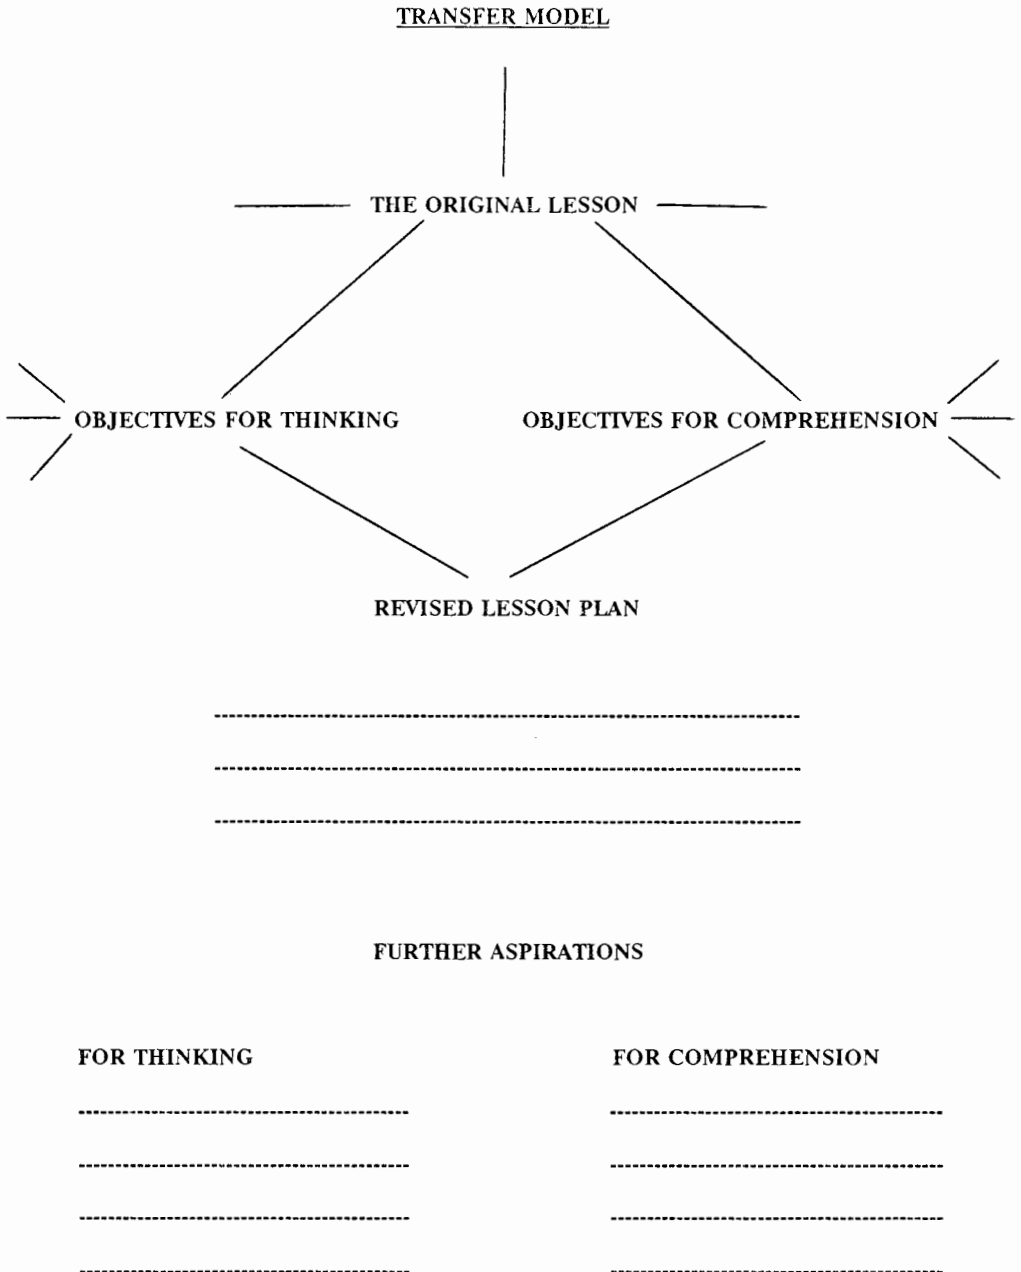 TRANSFER MODEL
THE ORIGINAL LESSON
OBJECTIVES FOR THINKING
OBJECTIVES FOR COMPREHENSION
REVISED LESSON PLAN
FURTHER ASPIRATIONS
FOR THINKING
FOR COMPREHENSION